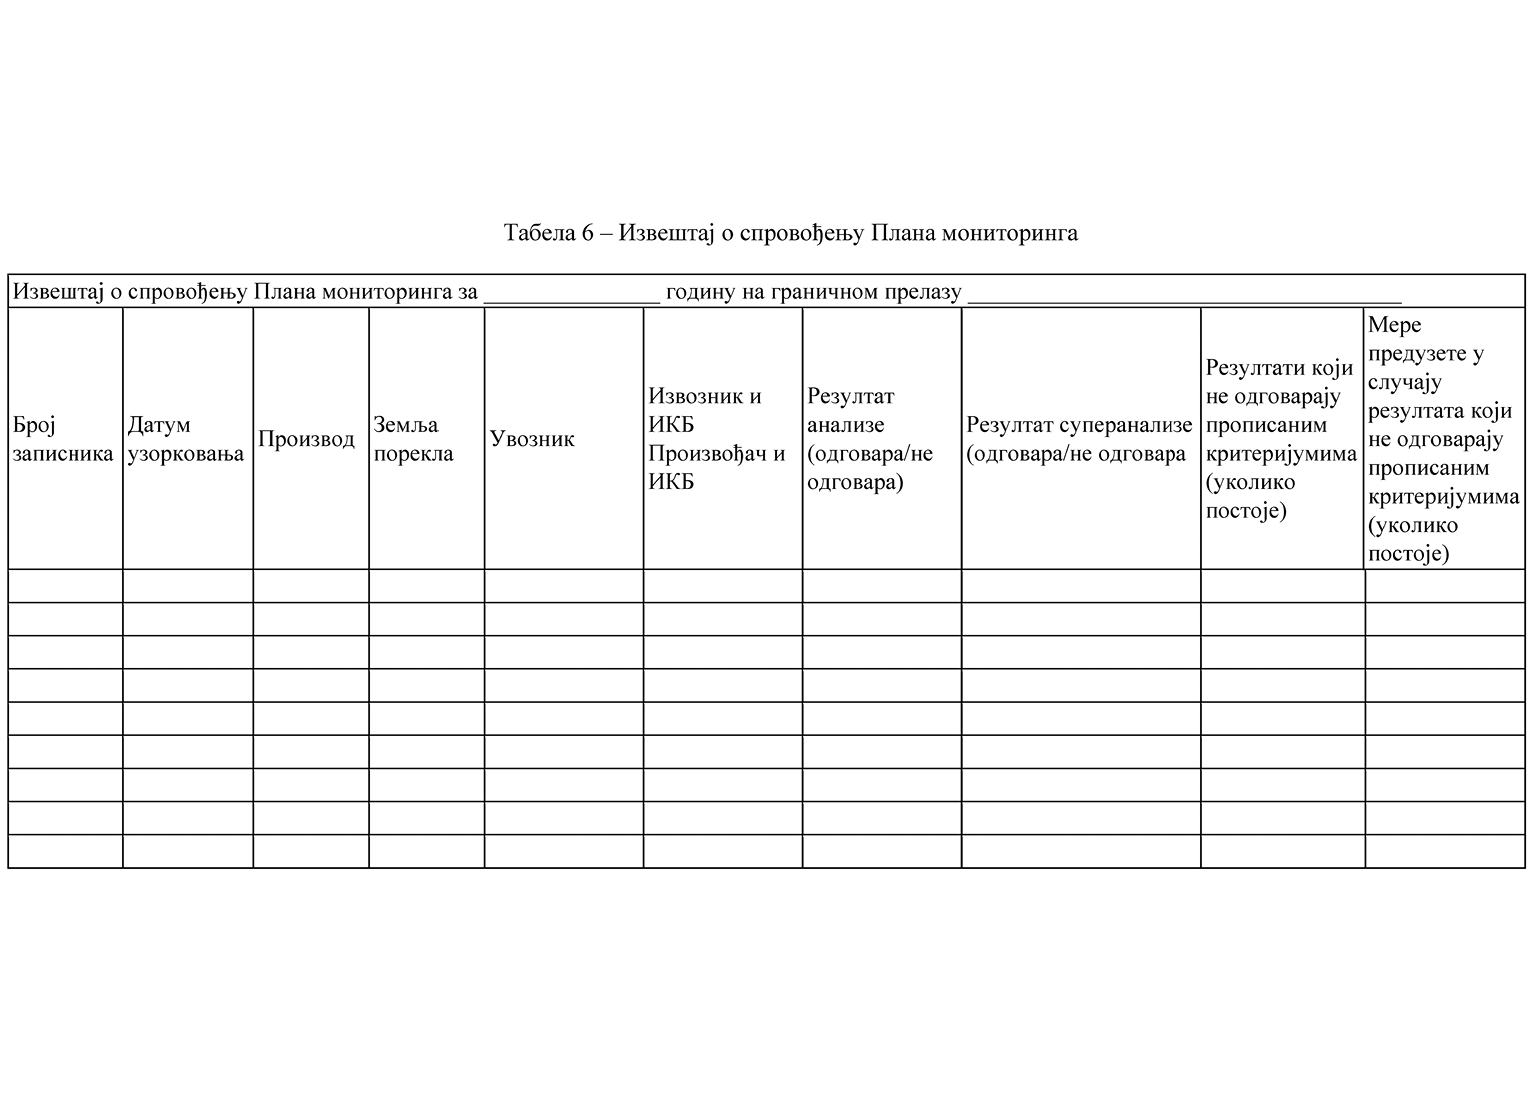 Табела 6 – Извештај о спровођењу Плана мониторинга
Извештај о спровођењу Плана мониторинга за _______________ годину на граничном прелазу _____________________________________
Број
записника
Датум
узорковања
Производ
Земља
порекла
Увозник
Извозник и
ИКБ
Произвођач и
ИКБ
Резултат
анализе
(одговара/не
одговара)
Резултат суперанализе
(одговара/не одговара
Резултати који
не одговарају
прописаним
критеријумима
(уколико
постоје)
Мере
предузете у
случају
резултата који
не одговарају
прописаним
критеријумима
(уколико
постоје)